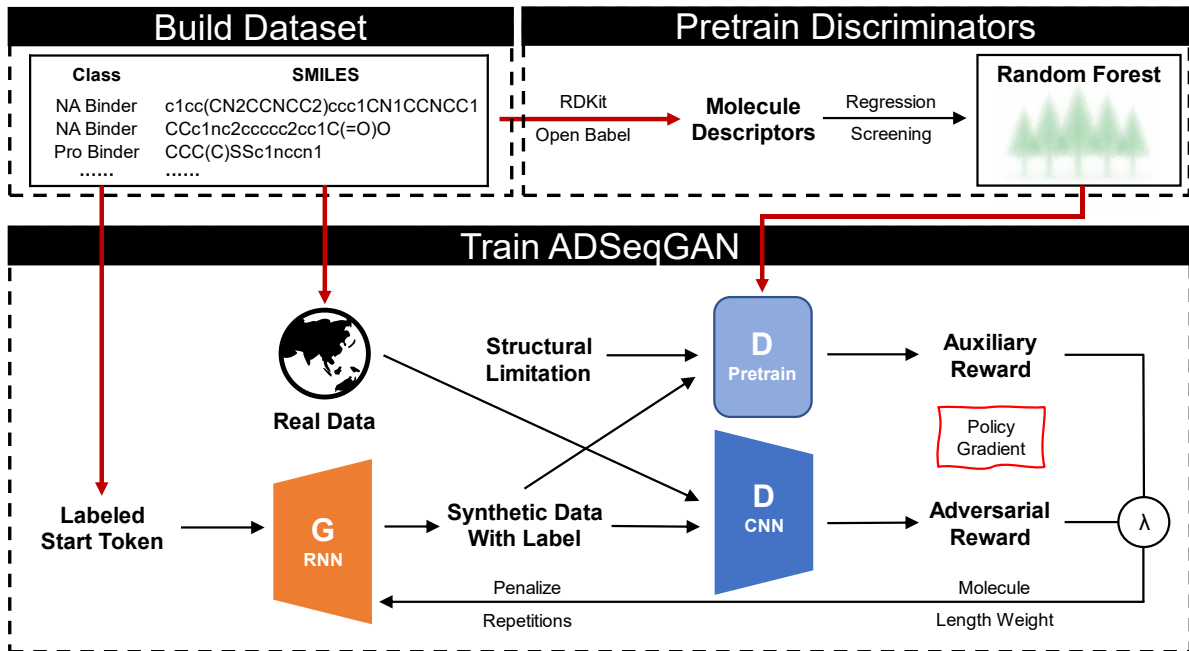 Build Dataset
Pretrain Discriminators
Class SMILES
NA Binder c1cc(CN2CCNCC2)ccc1CN1CCNCC1
NA Binder CCc1nc2ccccc2cc1C(=O)O
Pro Binder CCC(C)SSc1nccn1
...... ......
RDKit
Open Babel
Molecule
Descriptors
Regression
Screening
Random Forest
Train ADSeqGAN
Real Data
Structural
Limitation
D
Pretrain
Auxiliary
Reward
Policy
Gradient
Labeled
Start Token
G
RNN
Synthetic Data
With Label
D
CNN
Adversarial
Reward
λ
Penalize
Repetitions
Molecule
Length Weight